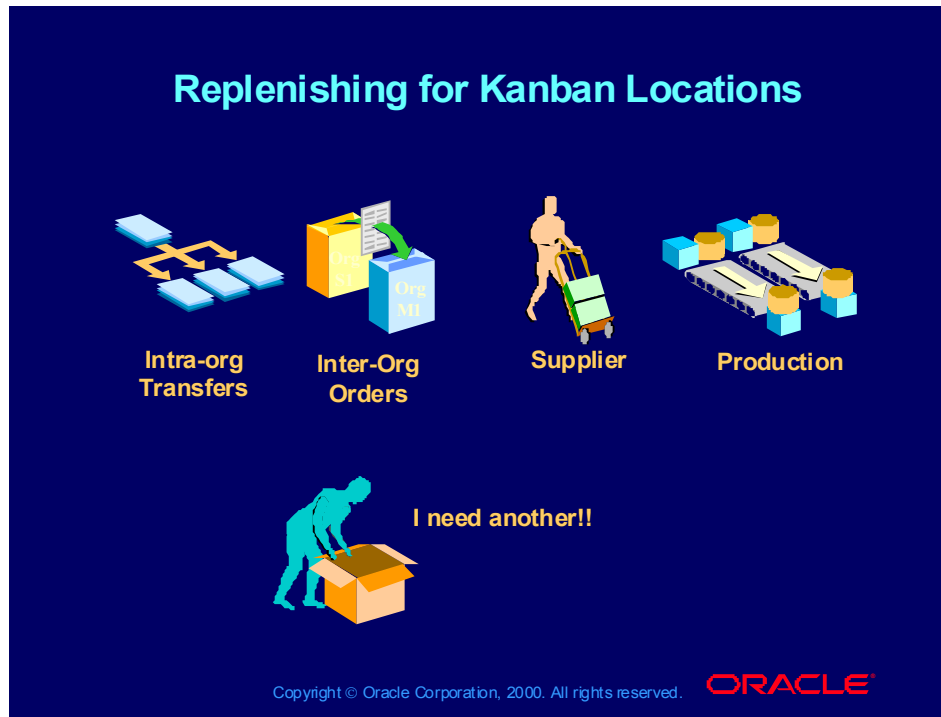 Replenishing for Kanban Locations
Org
Org
M1
Intra-org
Transfers
Inter-Org
Orders
Supplier
Production
I need another!!
Copyright © Oracle Corporation, 2000. All rights reserved.
ORACLE®